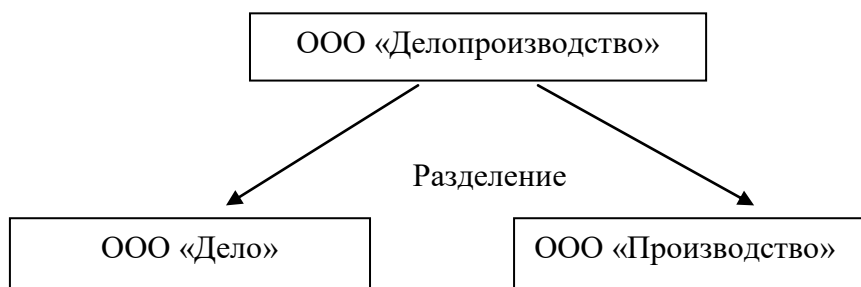 ООО «Делопроизводство»
Разделение
ООО «Дело»
ООО «Производство»